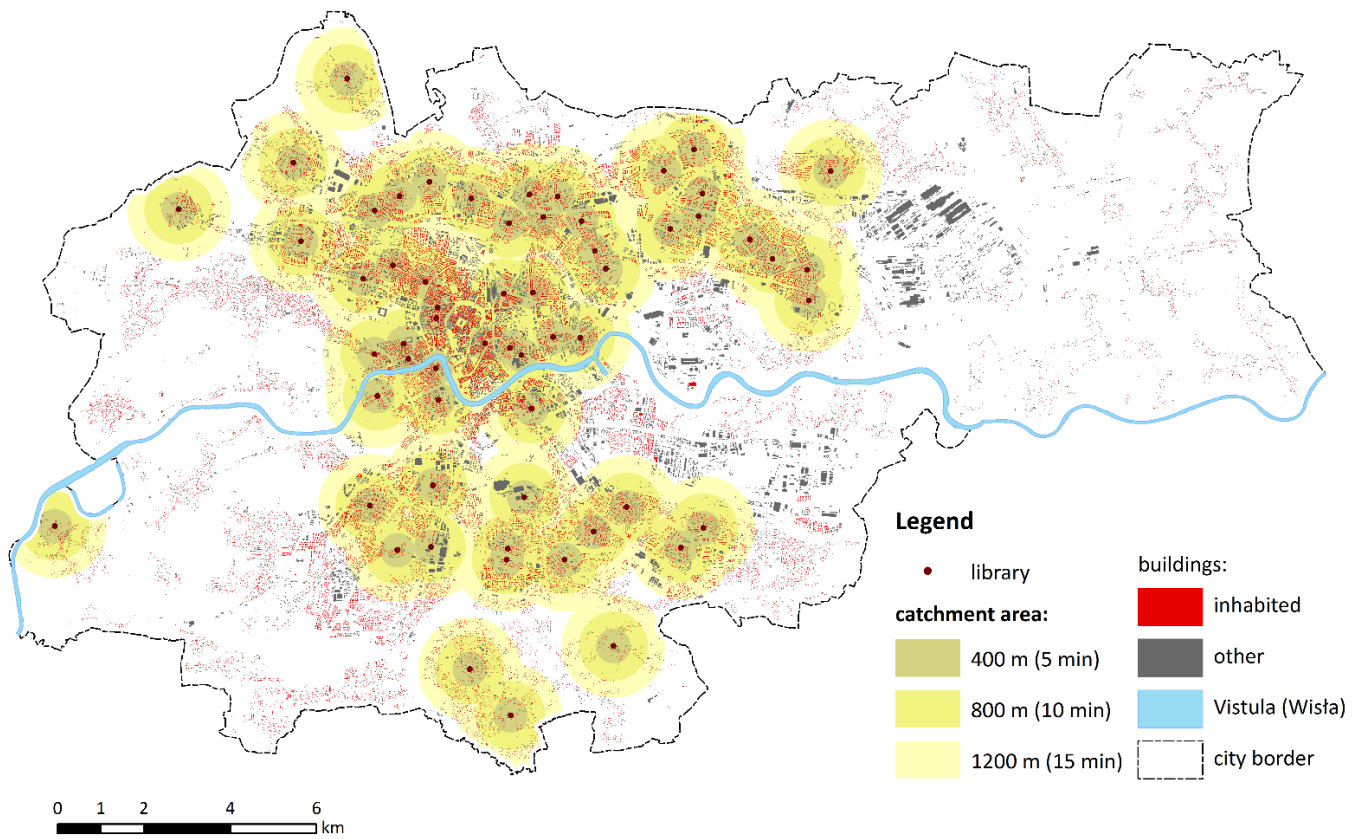 Legend
library
catchment area:
400 m (5 min)
800 m (10 min)
1200 m (15 min)
buildings:
inhabited
other
Vistula (Wisła)
city border
0 1 2 4 6
km